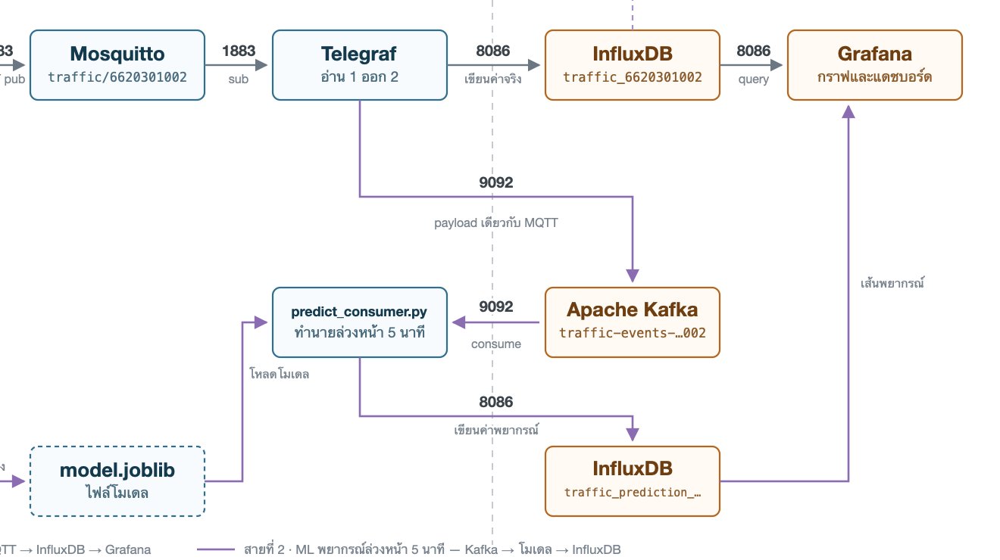 33
pub
Mosquitto
traffic/6620301002
1883
sub
Telegraf
อ่าน 1 ออก 2
8086
เขียนค่าจริง
InfluxDB
traffic_6620301002
8086
query
Grafana
กราฟและแดชบอร์ด
9092
payload เดียวกับ MQTT
เส้นพยากรณ์
predict_consumer.py
ทำนายล่วงหน้า 5 นาที
9092
consume
Apache Kafka
traffic-events-…002
โหลดโมเดล
8086
เขียนค่าพยากรณ์
ง
model.joblib
ไฟล์โมเดล
InfluxDB
traffic_prediction_…
QTT → InfluxDB → Grafana
สายที่ 2 · ML พยากรณ์ล่วงหน้า 5 นาที — Kafka → โมเดล → InfluxDB